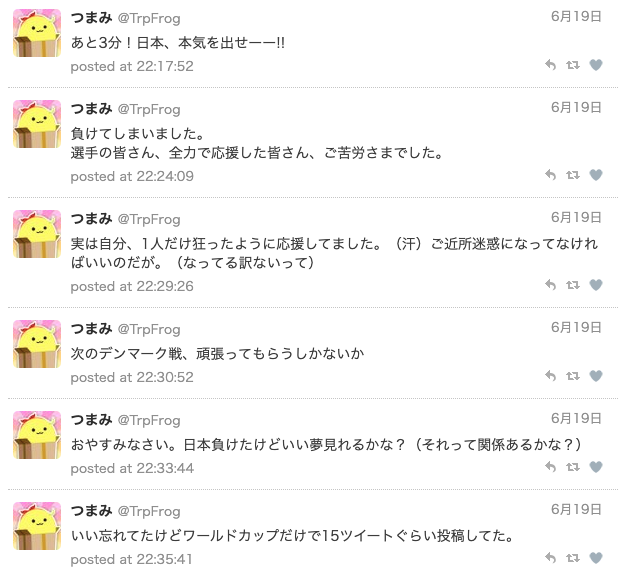 つまみ @TrpFrog 6月19日
あと3分！日本、本気を出せーー!!
posted at 22:17:52
つまみ @TrpFrog 6月19日
負けてしまいました。
選手の皆さん、全力で応援した皆さん、ご苦労さまでした。
posted at 22:24:09
つまみ @TrpFrog 6月19日
実は自分、1人だけ狂ったように応援してました。（汗）ご近所迷惑になってなけれ
ばいいのだが。（なってる訳ないって）
posted at 22:29:26
つまみ @TrpFrog 6月19日
次のデンマーク戦、頑張ってもらうしかないか
posted at 22:30:52
つまみ @TrpFrog 6月19日
おやすみなさい。日本負けたけどいい夢見れるかな？（それって関係あるかな？）
posted at 22:33:44
つまみ @TrpFrog 6月19日
いい忘れてたけどワールドカップだけで15ツイートぐらい投稿してた。
posted at 22:35:41